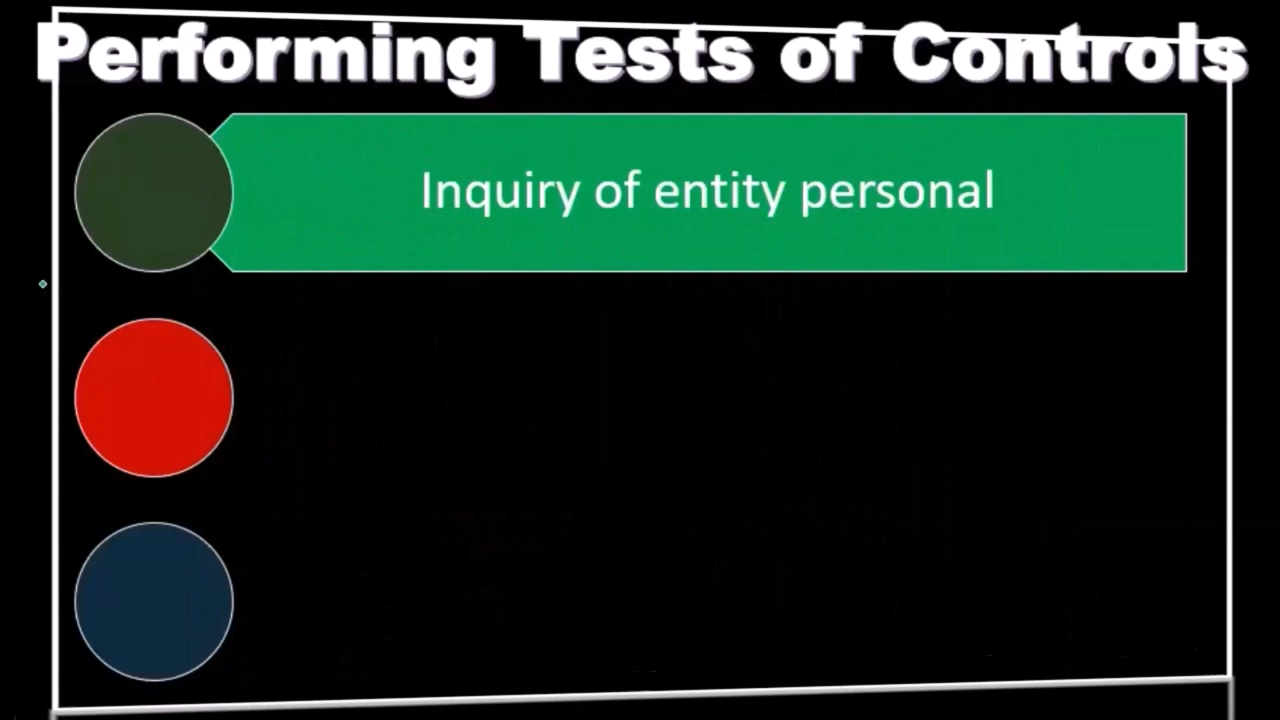 Performing Tests of Controls
Inquiry of entity personal